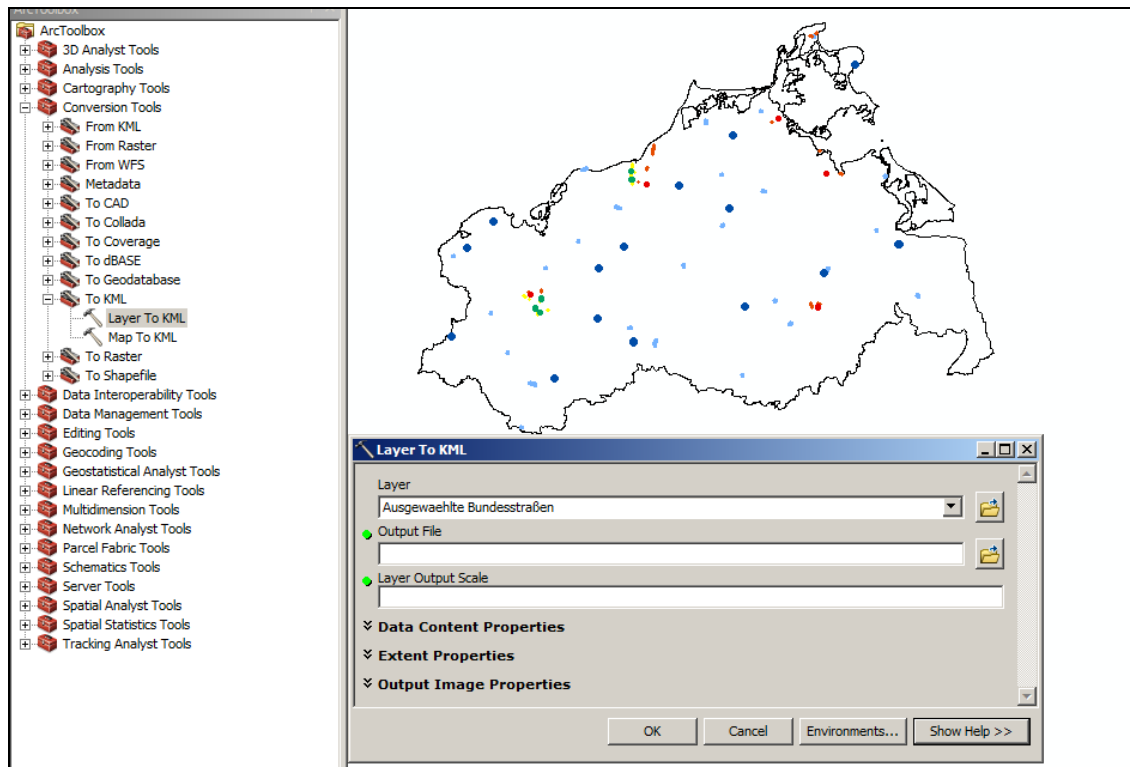 ArcToolbox
ArcToolbox
3D Analyst Tools
Analysis Tools
Cartography Tools
Conversion Tools
From KML
From Raster
From WFS
Metadata
To CAD
To Collada
To Coverage
To dBASE
To Geodatabase
To KML
Layer To KML
Map To KML
To Raster
To Shapefile
Data Interoperability Tools
Data Management Tools
Editing Tools
Geocoding Tools
Geostatistical Analyst Tools
Linear Referencing Tools
Multidimension Tools
Network Analyst Tools
Parcel Fabric Tools
Schematics Tools
Server Tools
Spatial Analyst Tools
Spatial Statistics Tools
Tracking Analyst Tools
Layer To KML
Layer
Ausgewaehlte Bundesstraßen
Output File
Layer Output Scale
Data Content Properties
Extent Properties
Output Image Properties
OK
Cancel
Environments...
Show Help >>